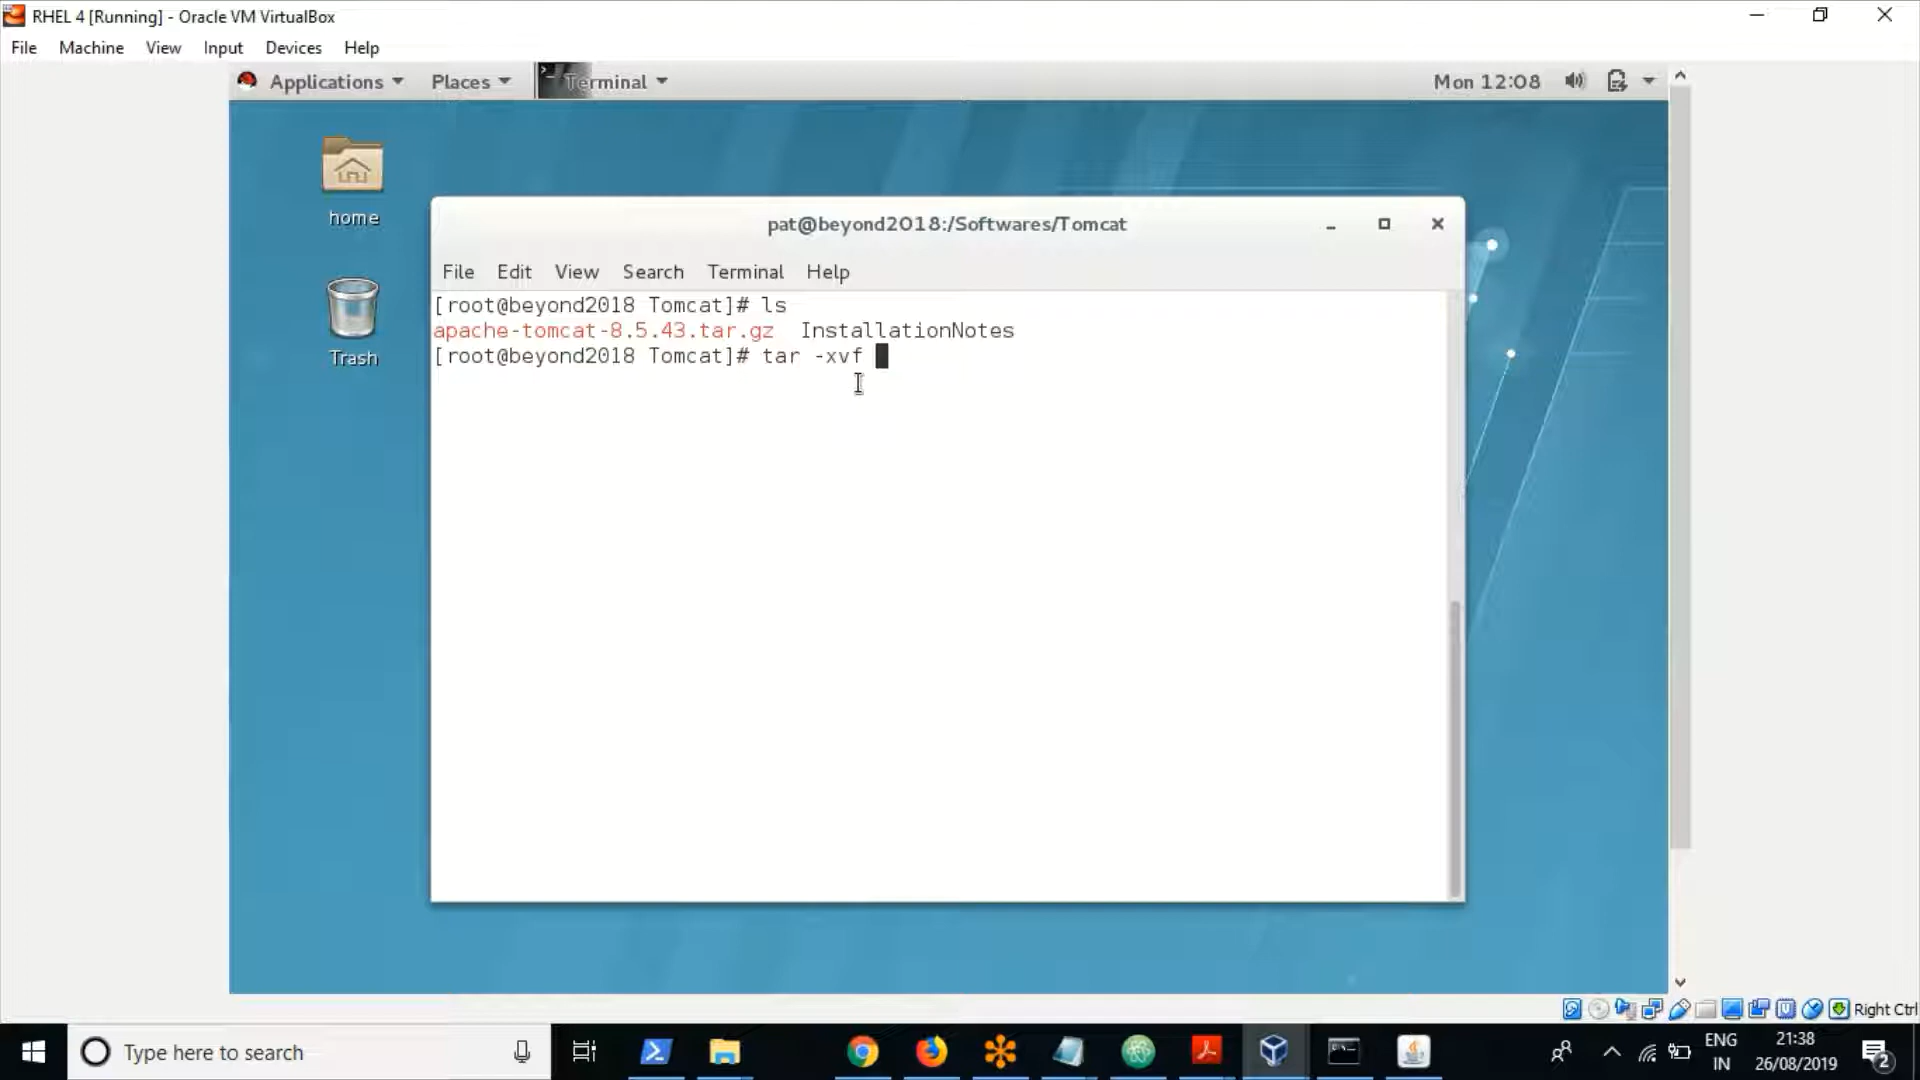 RHEL 4 [Running] - Oracle VM VirtualBox
File Machine View Input Devices Help
Applications Places Terminal Mon 12:08
home
Trash
pat@beyond2018:/Softwares/Tomcat
File Edit View Search Terminal Help
[root@beyond2018 Tomcat]# ls
apache-tomcat-8.5.43.tar.gz InstallationNotes
[root@beyond2018 Tomcat]# tar -xvf
Right Ctrl
Type here to search
ENG
IN
21:38
26/08/2019
2